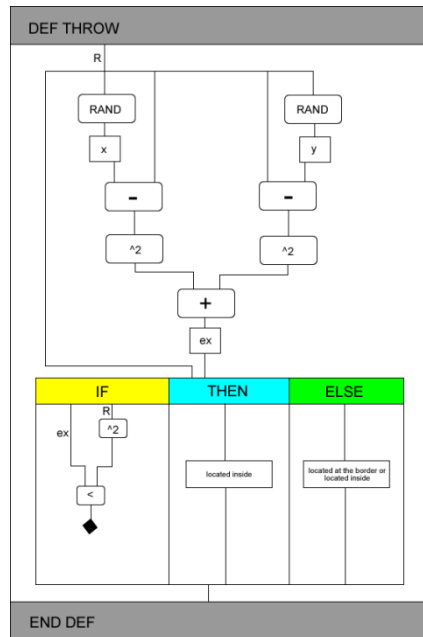 DEF THROW
R
RAND
RAND
x
y
-
-
^2
^2
+
ex
IF
THEN
ELSE
R
ex
^2
located inside
located at the border or
located inside
<
END DEF